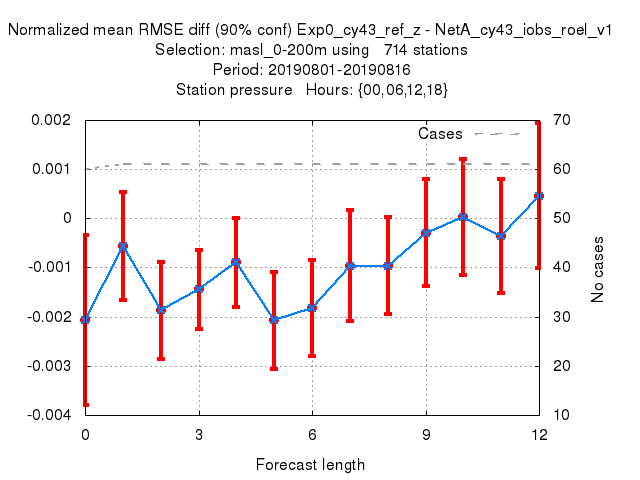 Normalized mean RMSE diff (90% conf) Exp0_cy43_ref_z - NetA_cy43_iobs_roel_v1
Selection: masl_0-200m using 714 stations
Period: 20190801-20190816
Station pressure Hours: {00,06,12,18}
Cases
0.002
0.001
0
-0.001
-0.002
-0.003
-0.004
70
60
50
40
30
20
10
No cases
0 3 6 9 12
Forecast length